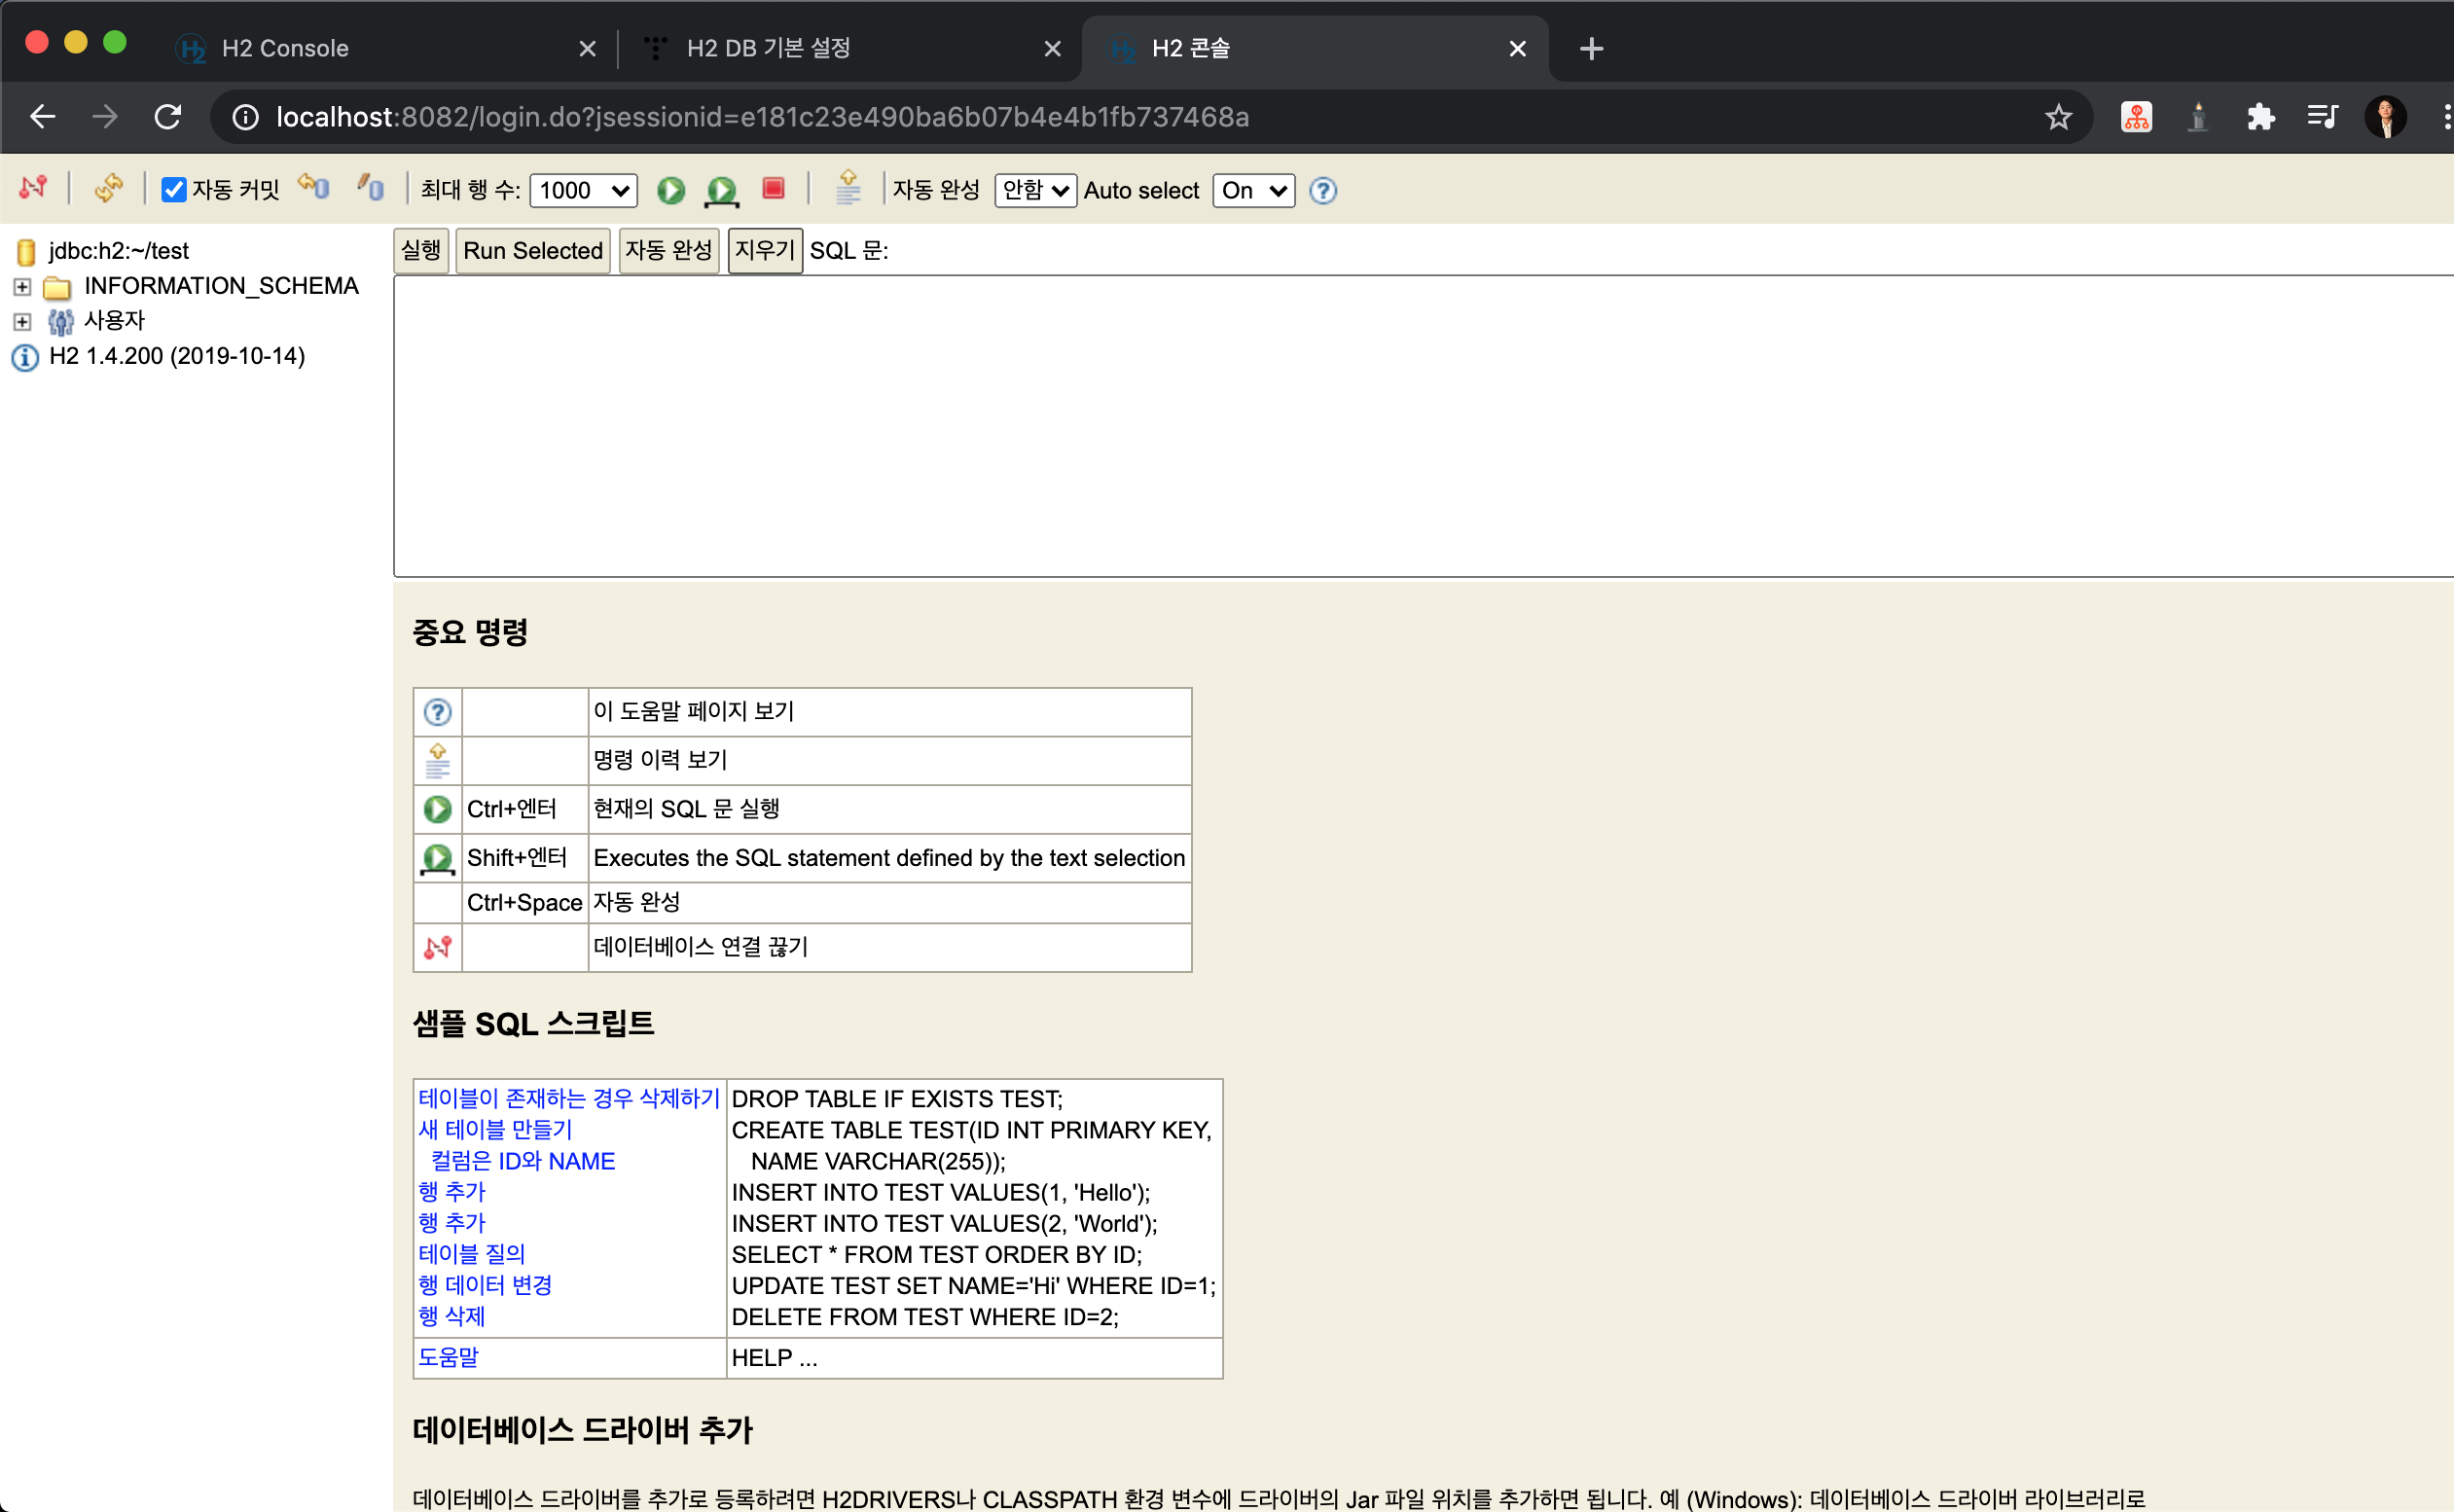 H2 Console
H2 DB 기본 설정
H2 콘솔
localhost:8082/login.do?jsessionid=e181c23e490ba6b07b4e4b1fb737468a
자동 커밋 최대 행 수: 1000 자동 완성 안함 Auto select On
jdbc:h2:~/test
INFORMATION_SCHEMA
사용자
H2 1.4.200 (2019-10-14)
실행 Run Selected 자동 완성 지우기 SQL 문:
중요 명령
이 도움말 페이지 보기
명령 이력 보기
Ctrl+엔터 현재의 SQL 문 실행
Shift+엔터 Executes the SQL statement defined by the text selection
Ctrl+Space 자동 완성
데이터베이스 연결 끊기
샘플 SQL 스크립트
테이블이 존재하는 경우 삭제하기 DROP TABLE IF EXISTS TEST;
새 테이블 만들기 CREATE TABLE TEST(ID INT PRIMARY KEY,
컬럼은 ID와 NAME NAME VARCHAR(255));
행 추가 INSERT INTO TEST VALUES(1, 'Hello');
행 추가 INSERT INTO TEST VALUES(2, 'World');
테이블 질의 SELECT * FROM TEST ORDER BY ID;
행 데이터 변경 UPDATE TEST SET NAME='Hi' WHERE ID=1;
행 삭제 DELETE FROM TEST WHERE ID=2;
도움말 HELP ...
데이터베이스 드라이버 추가
데이터베이스 드라이버를 추가로 등록하려면 H2DRIVERS나 CLASSPATH 환경 변수에 드라이버의 Jar 파일 위치를 추가하면 됩니다. 예 (Windows): 데이터베이스 드라이버 라이브러리로